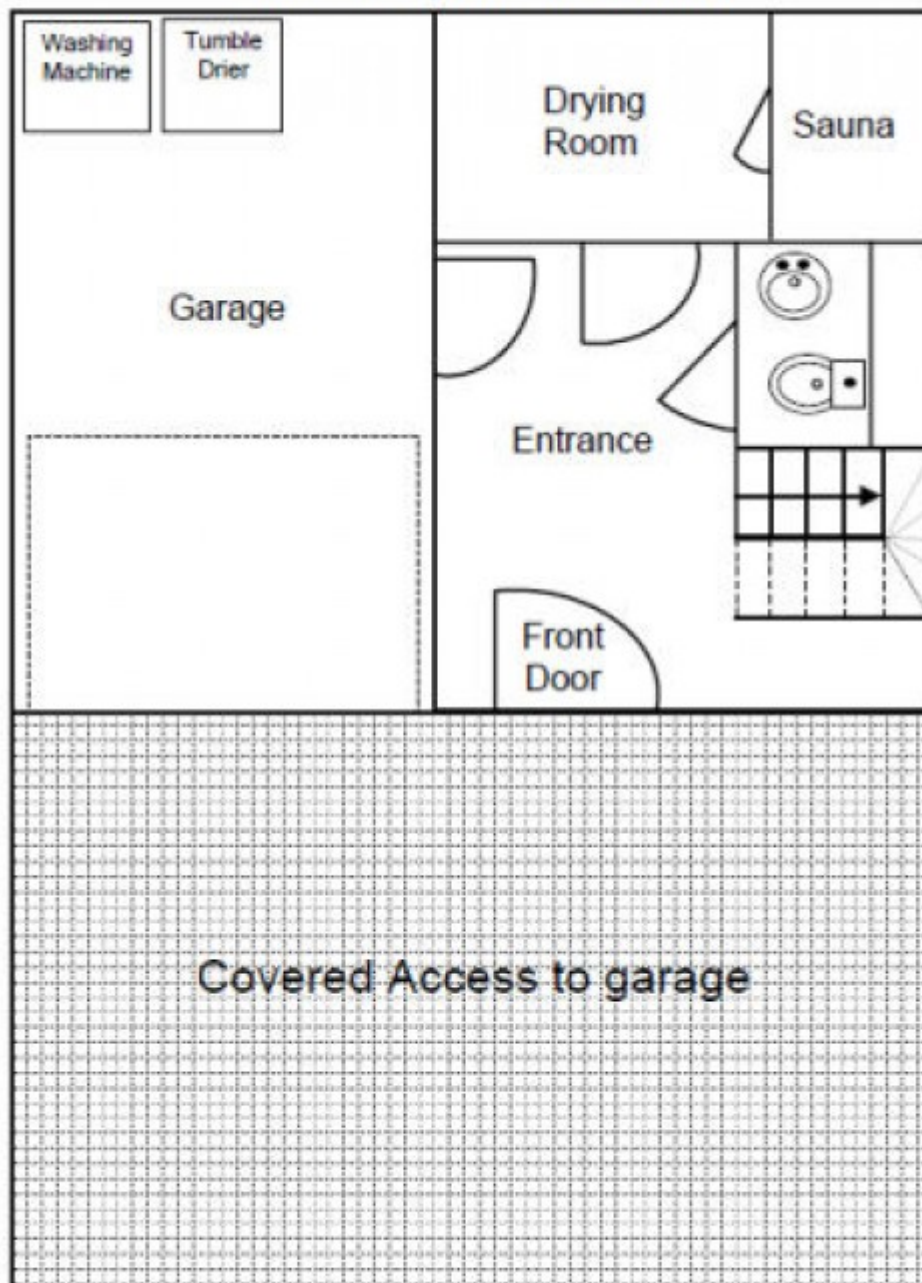 Washing
Machine
Tumble
Drier
Drying
Room
Sauna
Garage
Entrance
Front
Door
Covered Access to garage